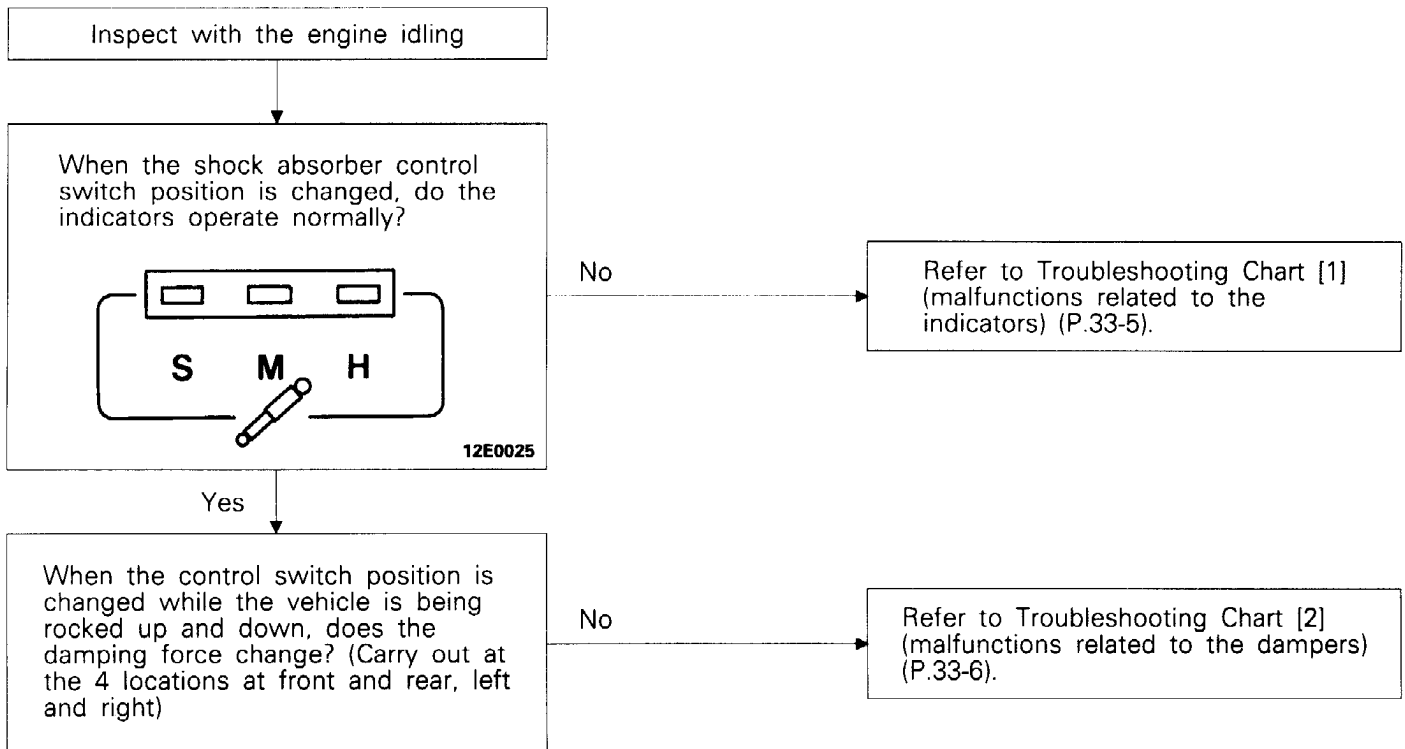 Inspect with the engine idling
When the shock absorber control
switch position is changed, do the
indicators operate normally?
S M H
12E0025
No
Refer to Troubleshooting Chart [1]
(malfunctions related to the
indicators) (P.33-5).
Yes
When the control switch position is
changed while the vehicle is being
rocked up and down, does the
damping force change? (Carry out at
the 4 locations at front and rear, left
and right)
No
Refer to Troubleshooting Chart [2]
(malfunctions related to the dampers)
(P.33-6).